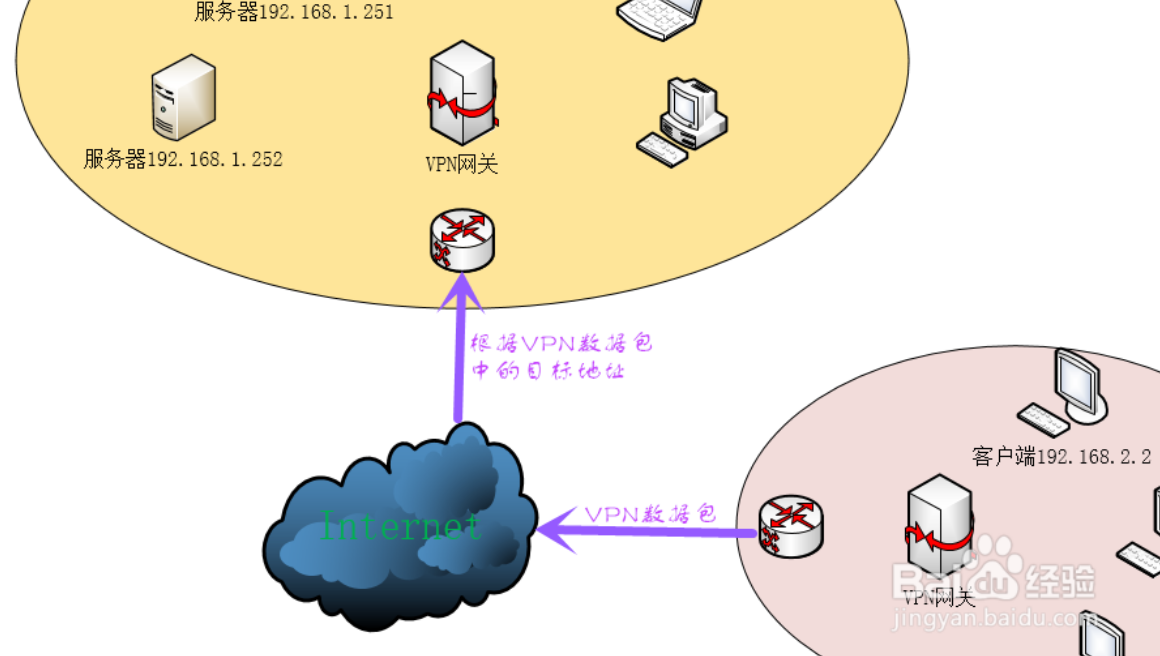 服务器192.168.1.251
服务器192.168.1.252
VPN网关
根据VPN数据包
中的目标地址
客户端192.168.2.2
Internet
VPN数据包
VPN网关
Baidu经验
jingyan.baidu.com